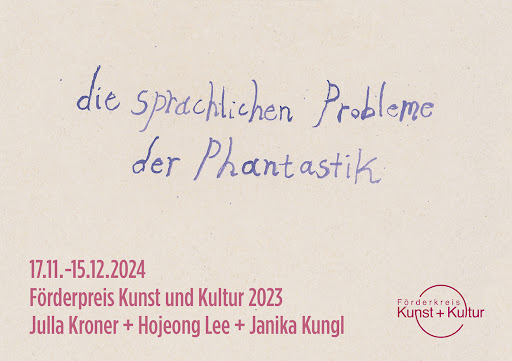 die sprachlichen Probleme
der Phantastik
17.11.-15.12.2024
Förderpreis Kunst und Kultur 2023
Julla Kroner + Hojeong Lee + Janika Kungl
Förderkreis
Kunst + Kultur